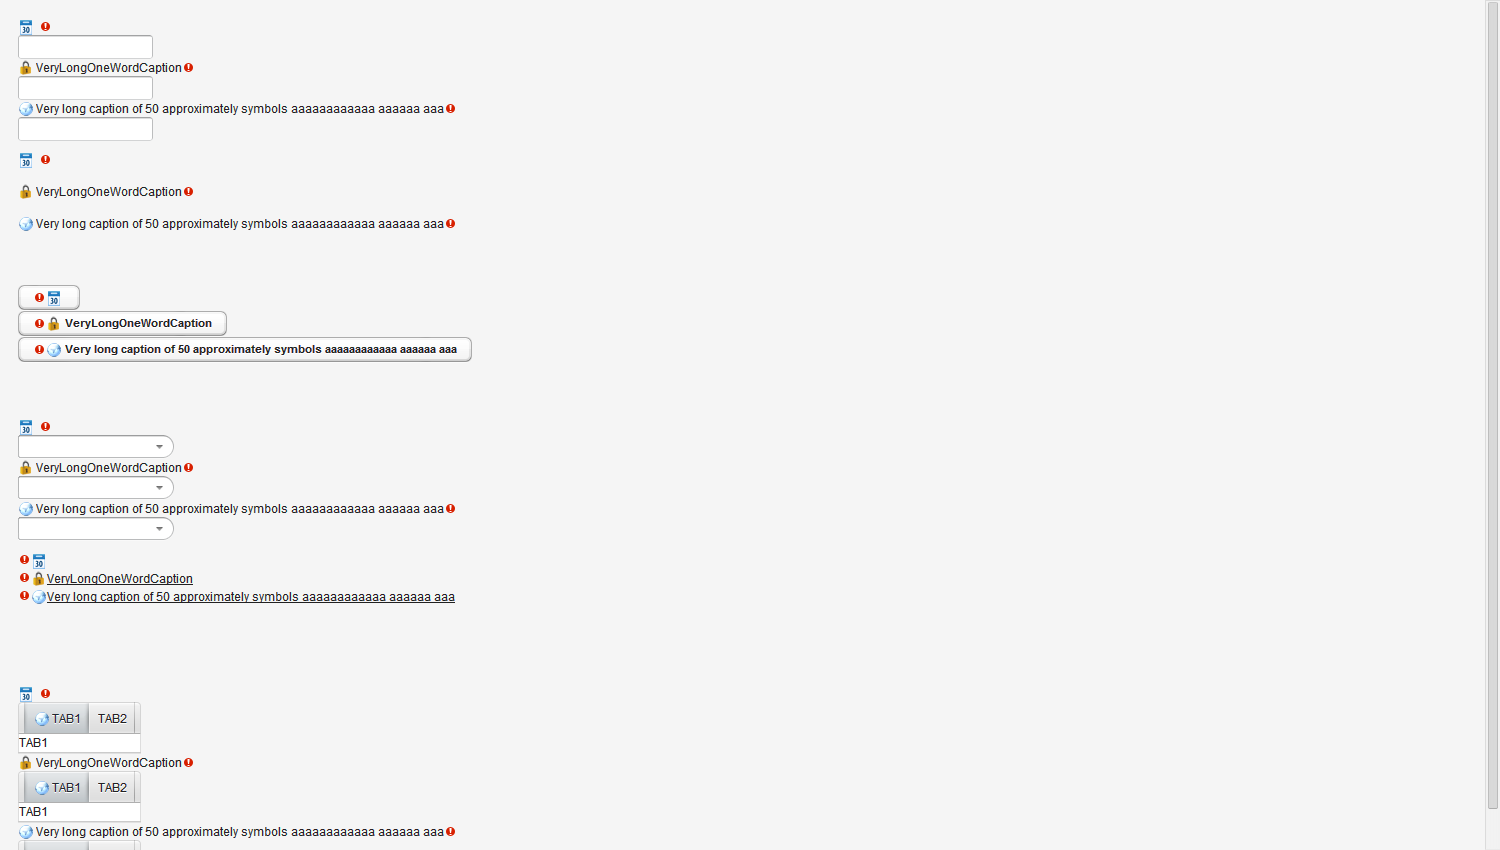 30
VeryLongOneWordCaption
Very long caption of 50 approximately symbols aaaaaaaaaaaa aaaaaa aaa
30
VeryLongOneWordCaption
Very long caption of 50 approximately symbols aaaaaaaaaaaa aaaaaa aaa
30
VeryLongOneWordCaption
Very long caption of 50 approximately symbols aaaaaaaaaaaa aaaaaa aaa
30
VeryLongOneWordCaption
Very long caption of 50 approximately symbols aaaaaaaaaaaa aaaaaa aaa
30
VeryLongOneWordCaption
Very long caption of 50 approximately symbols aaaaaaaaaaaa aaaaaa aaa
30
TAB1 TAB2
TAB1
VeryLongOneWordCaption
TAB1 TAB2
TAB1
Very long caption of 50 approximately symbols aaaaaaaaaaaa aaaaaa aaa